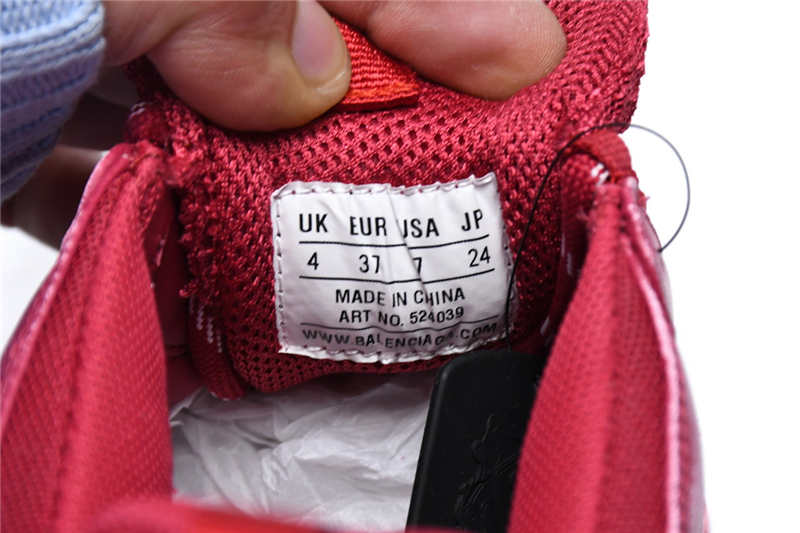 UK EUR USA JP
4 37 7 24
MADE IN CHINA
ART NO. 524039
WWW.BALENCIAGA.COM